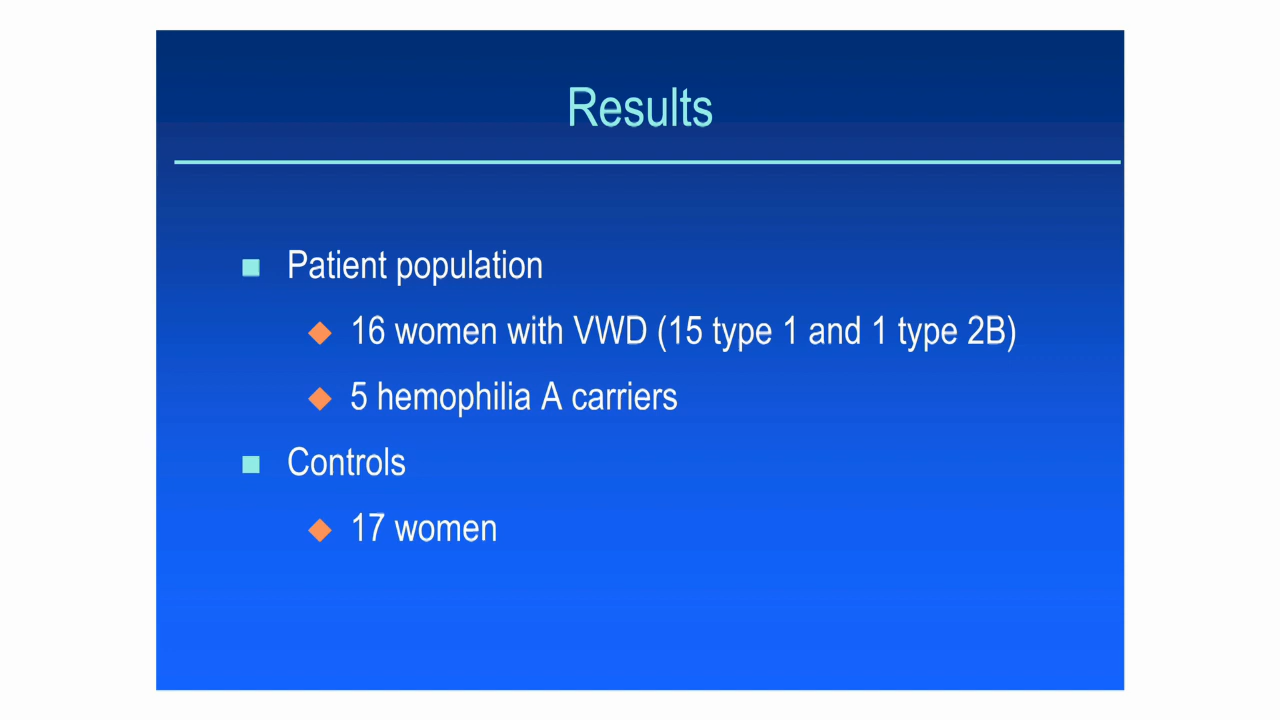 Results
Patient population
16 women with VWD (15 type 1 and 1 type 2B)
5 hemophilia A carriers
Controls
17 women